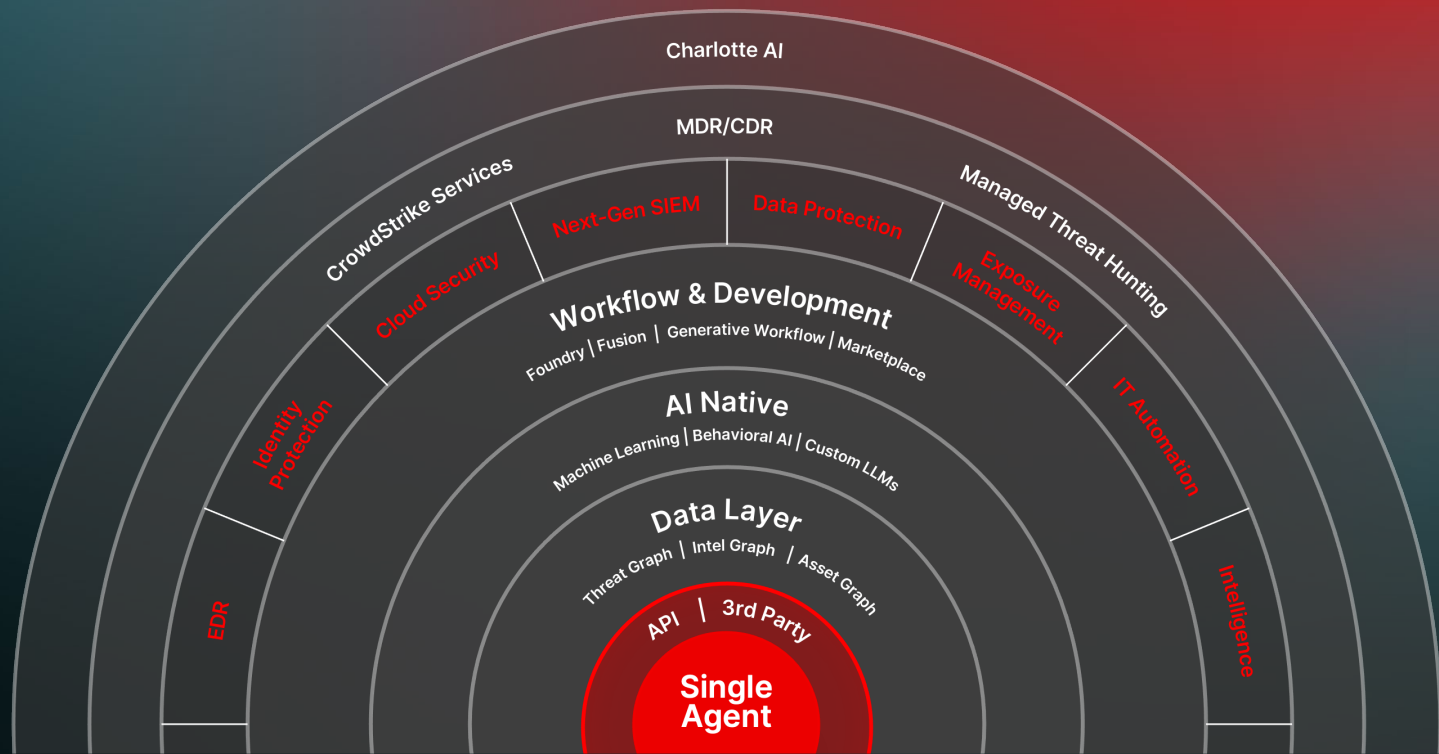 Charlotte AI
MDR/CDR
CrowdStrike Services
Managed Threat Hunting
EDR
Identity
Protection
Cloud Security
Next-Gen SIEM
Data Protection
Exposure
Management
IT Automation
Intelligence
Workflow & Development
Foundry | Fusion | Generative Workflow | Marketplace
AI Native
Machine Learning | Behavioral AI | Custom LLMs
Data Layer
Threat Graph | Intel Graph | Asset Graph
API | 3rd Party
Single
Agent